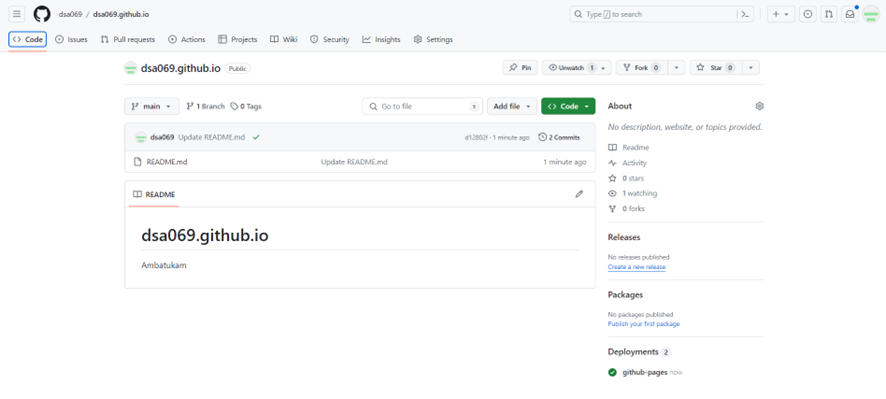 dsa069 / dsa069.github.io
Type / to search
Code Issues Pull requests Actions Projects Wiki Security Insights Settings
dsa069.github.io Public
Pin Unwatch 1 Fork 0 Star 0
main 1 Branch 0 Tags Go to file Add file Code About
No description, website, or topics provided.
dsa069 Update README.md d12802f · 1 minute ago 2 Commits
Readme
README.md Update README.md 1 minute ago
Activity
0 stars
1 watching
README
0 forks
dsa069.github.io
Releases
No releases published
Create a new release
Ambatukam
Packages
No packages published
Publish your first package
Deployments 2
github-pages now